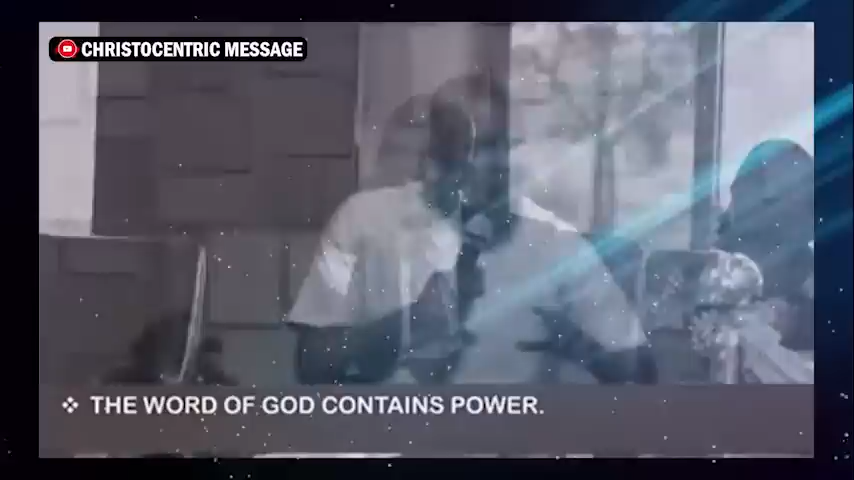 CHRISTOCENTRIC MESSAGE
❖ THE WORD OF GOD CONTAINS POWER.